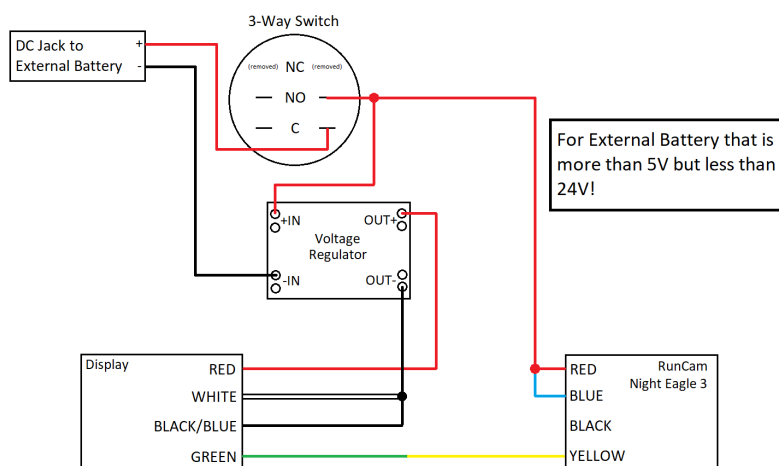 3-Way Switch
DC Jack to
External Battery
+
-
(removed) NC (removed)
NO
C
For External Battery that is
more than 5V but less than
24V!
+IN
OUT+
Voltage
Regulator
-IN
OUT-
Display
RED
WHITE
BLACK/BLUE
GREEN
RunCam
Night Eagle 3
RED
BLUE
BLACK
YELLOW